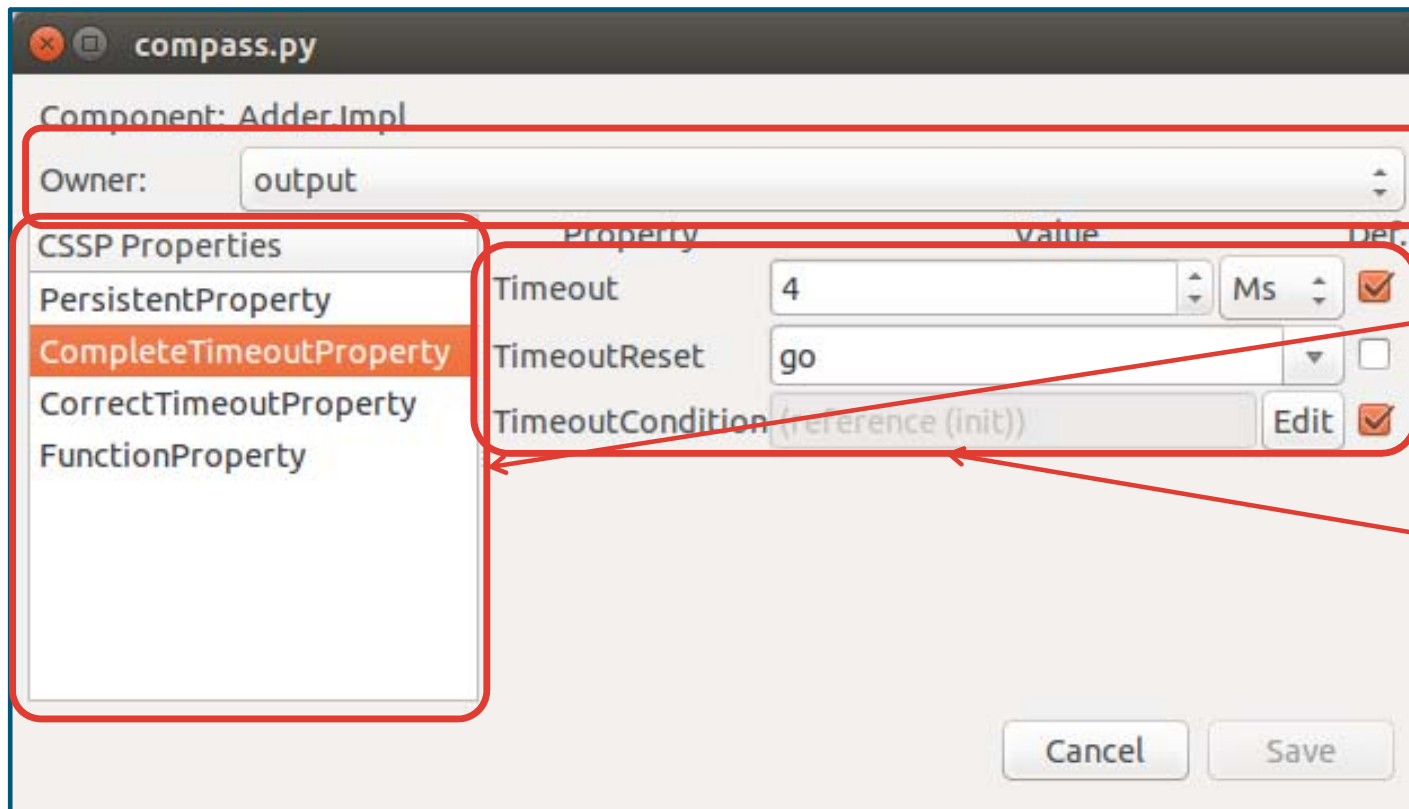 compass.py
Component: Adder.Impl
Owner: output
CSSP Properties Property Value Def.
PersistentProperty
CompleteTimeoutProperty
CorrectTimeoutProperty
FunctionProperty
Timeout 4 Ms
TimeoutReset go
TimeoutCondition (reference (init)) Edit
Cancel Save